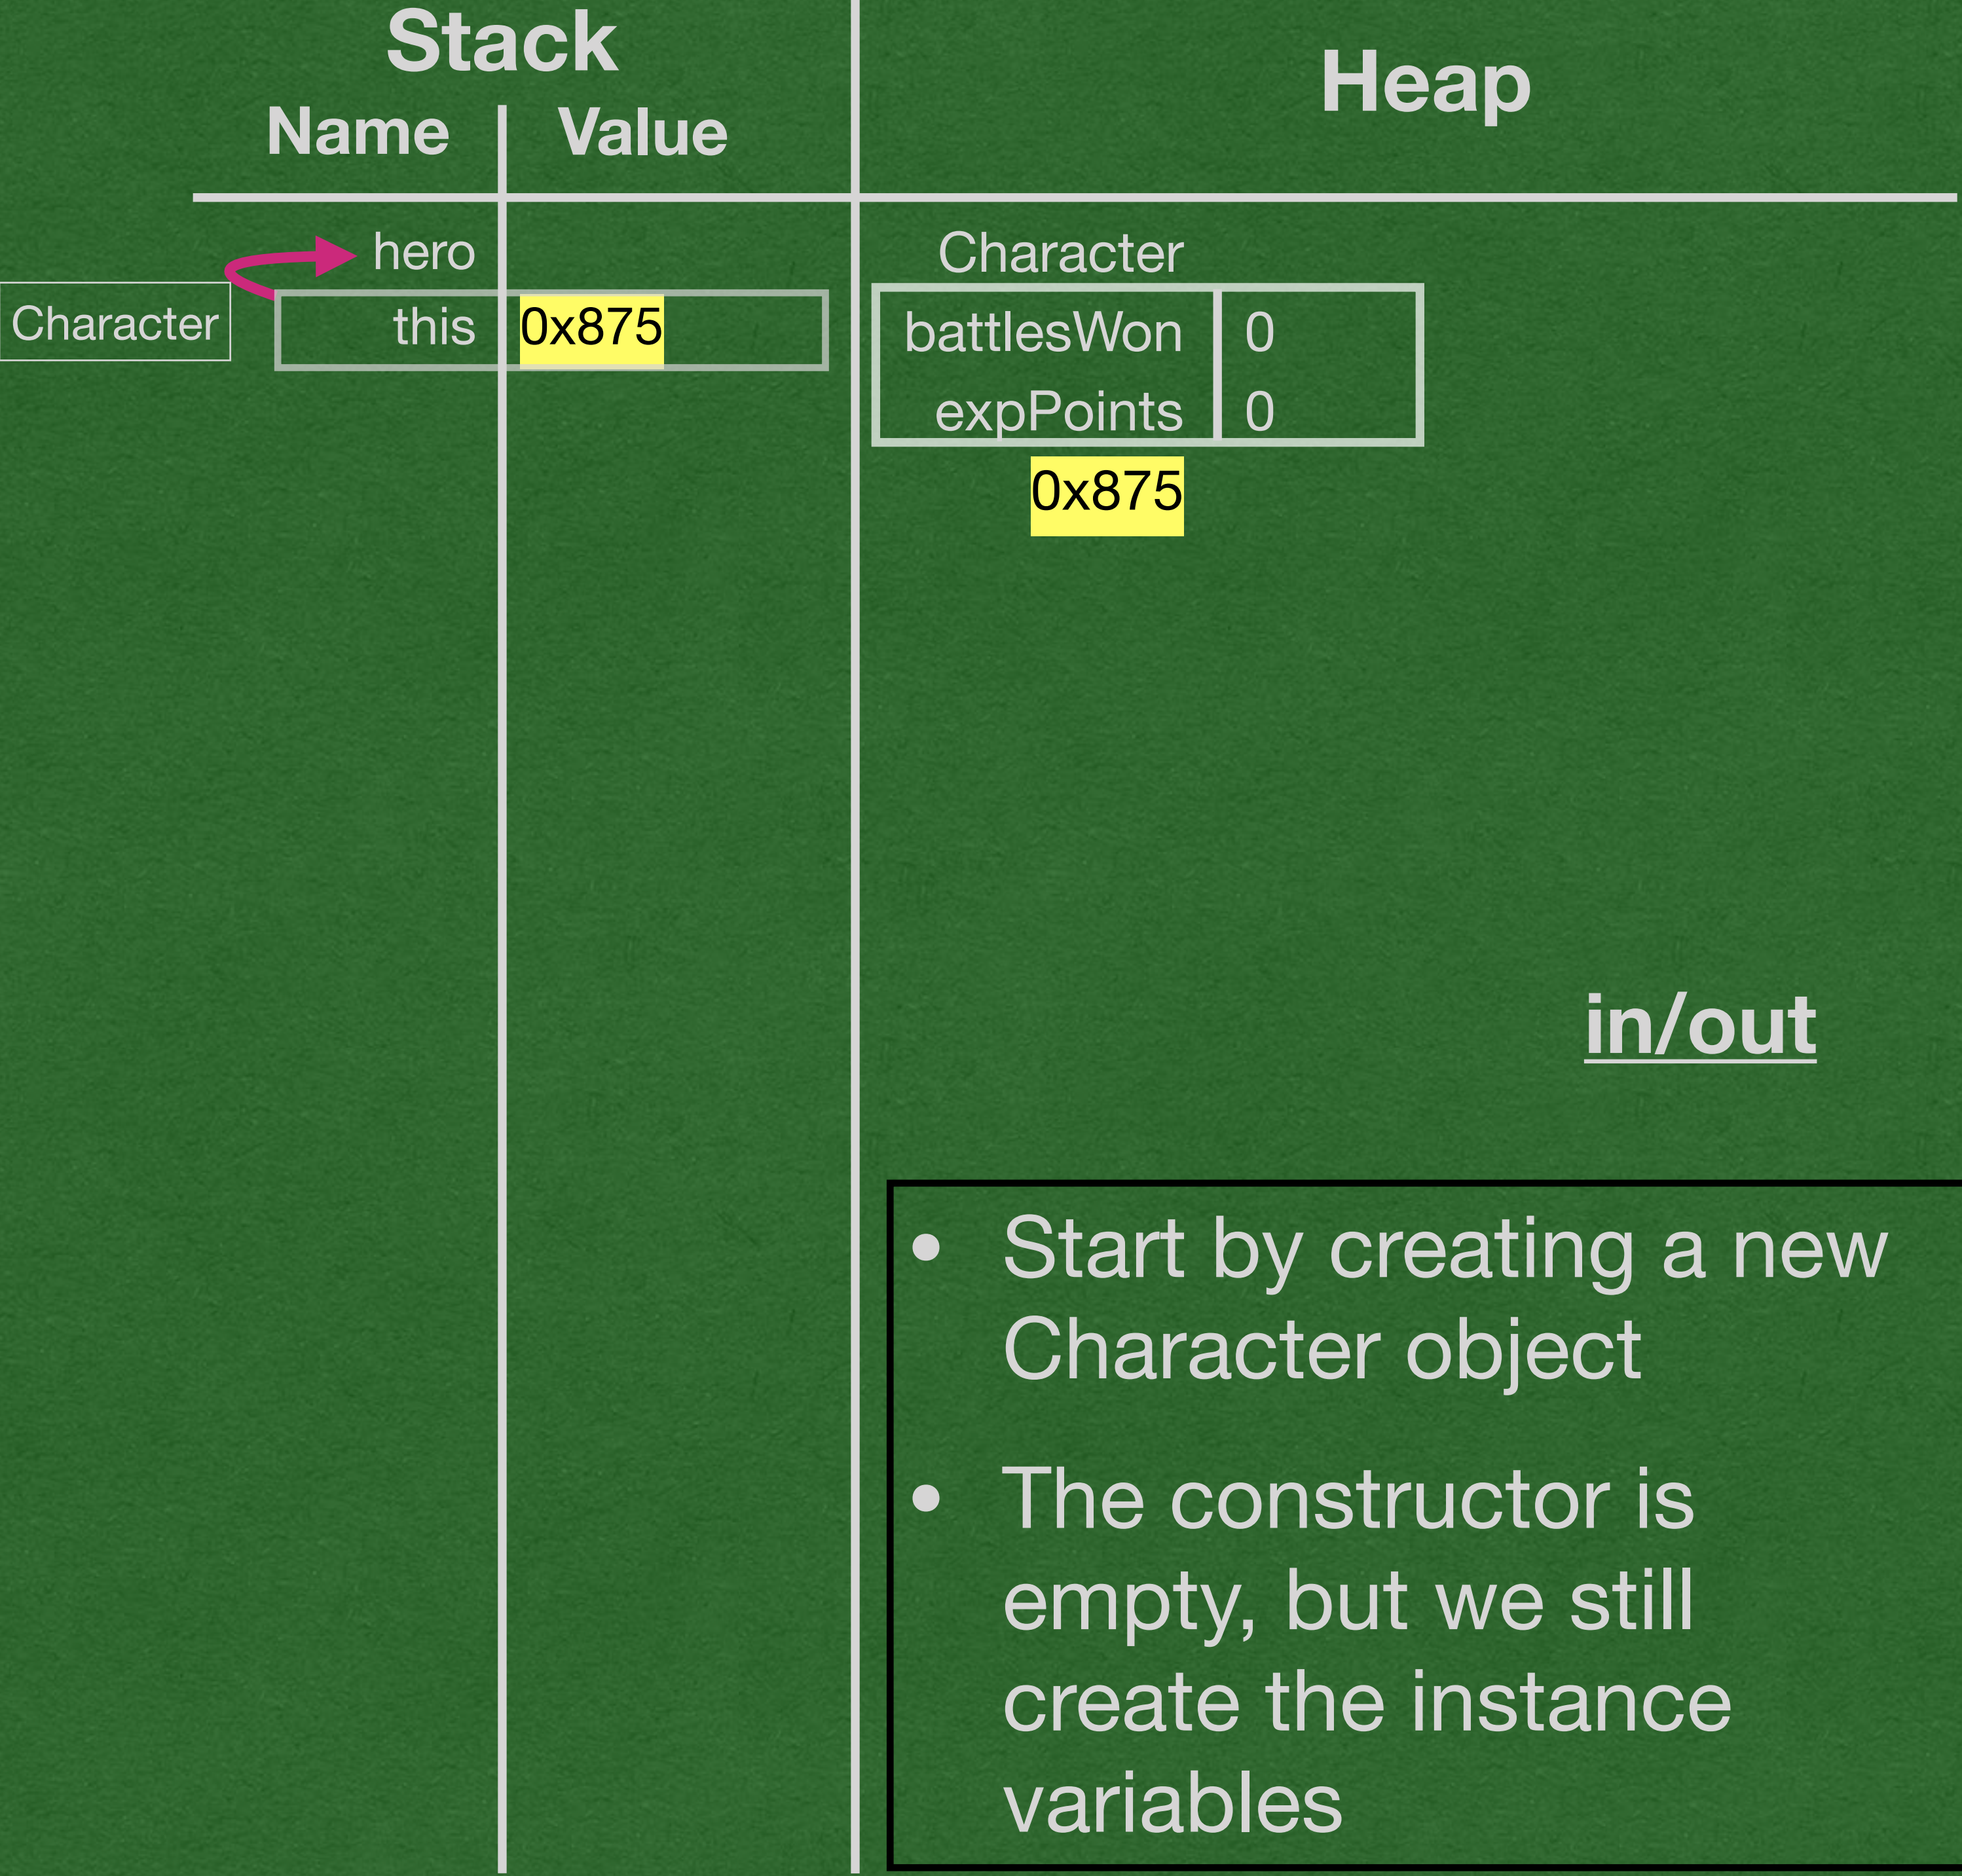 Stack
Heap
Name Value
hero
Character
Character
this 0x875
battlesWon 0
expPoints 0
0x875
in/out
• Start by creating a new
Character object
• The constructor is
empty, but we still
create the instance
variables